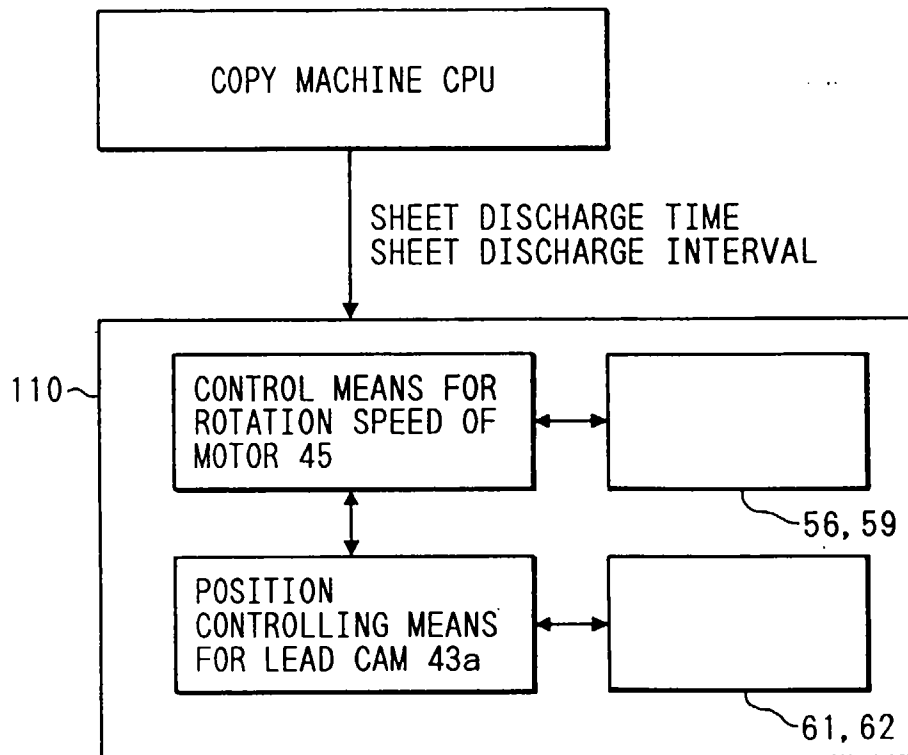 COPY MACHINE CPU
SHEET DISCHARGE TIME
SHEET DISCHARGE INTERVAL
110
CONTROL MEANS FOR
ROTATION SPEED OF
MOTOR 45
56, 59
POSITION
CONTROLLING MEANS
FOR LEAD CAM 43a
61, 62